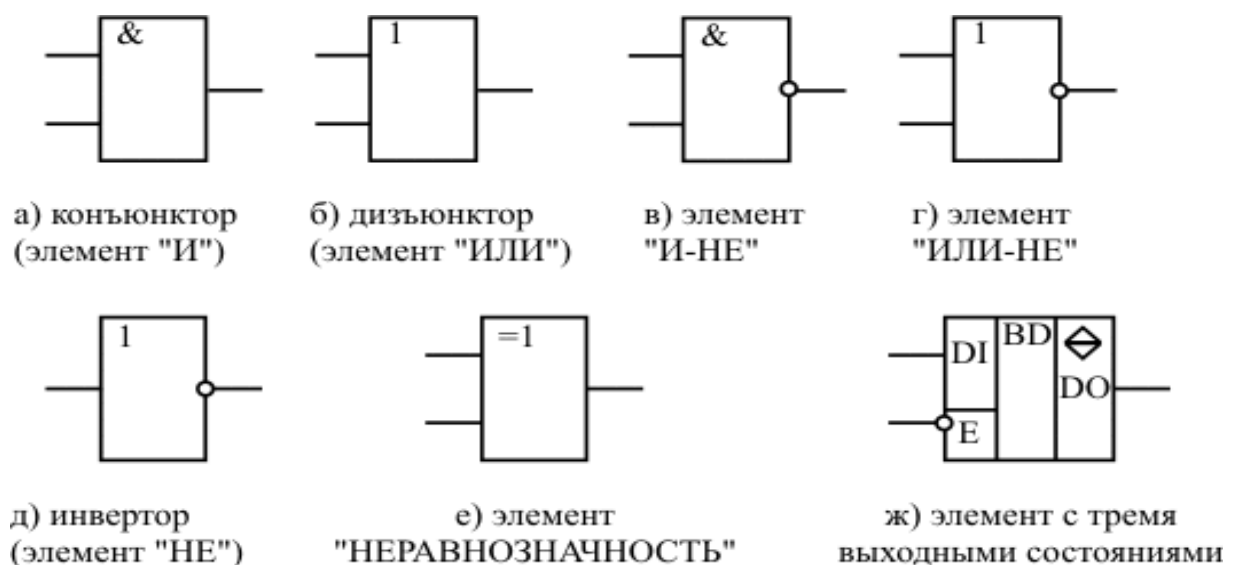 & 1 & 1
а) конъюнктор б) дизъюнктор в) элемент г) элемент
(элемент "И") (элемент "ИЛИ") "И-НЕ" "ИЛИ-НЕ"
1 =1 DI BD DO
E
д) инвертор е) элемент ж) элемент с тремя
(элемент "НЕ") "НЕРАВНОЗНАЧНОСТЬ" выходными состояниями